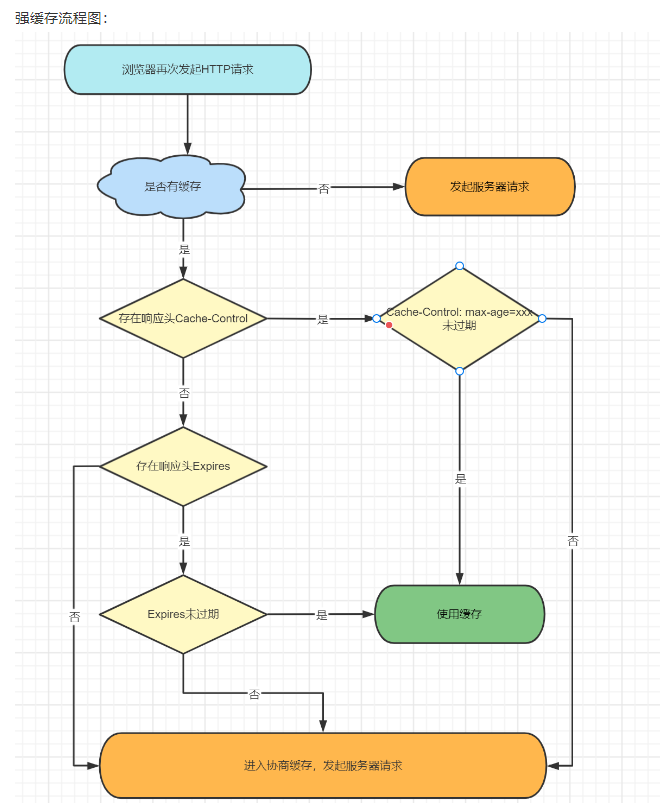 强缓存流程图：
浏览器再次发起HTTP请求
是否有缓存
否
发起服务器请求
是
存在响应头Cache-Control
是
Cache-Control: max-age=xxx
未过期
否
存在响应头Expires
是
否
是
Expires未过期
是
使用缓存
否
否
进入协商缓存，发起服务器请求